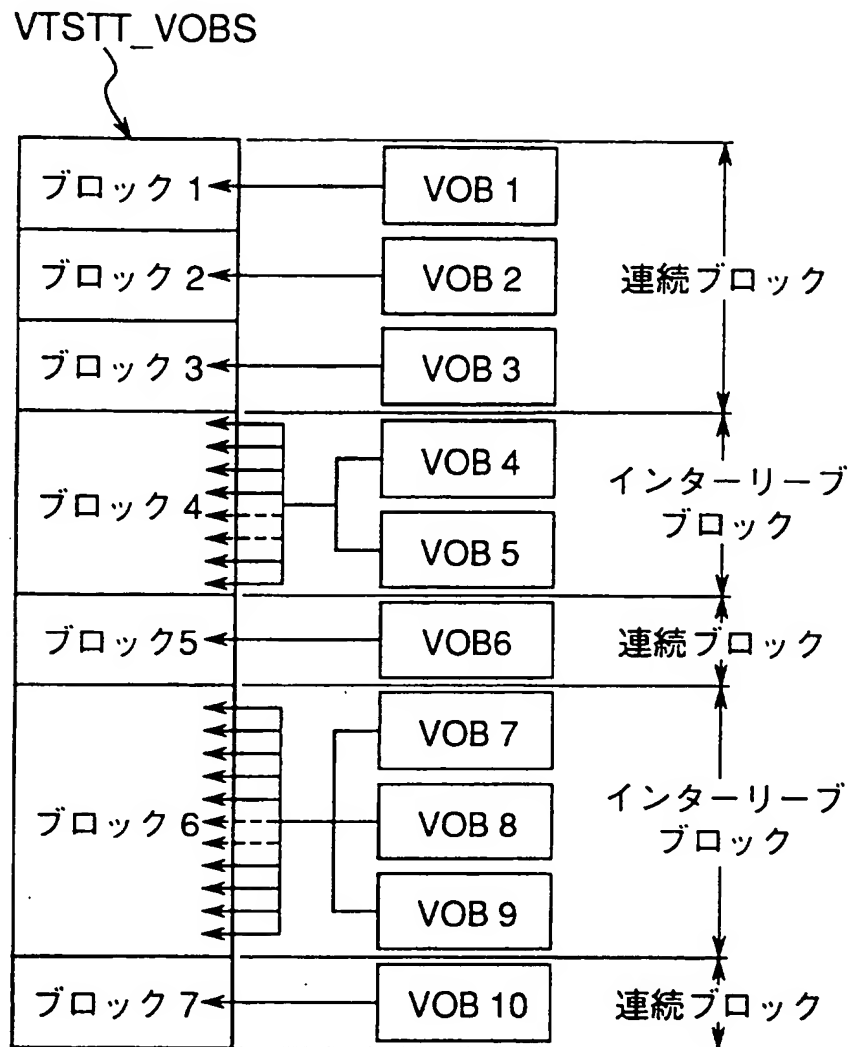 VTSTT_VOBS
ブロック 1
VOB 1
ブロック 2
VOB 2
連続ブロック
ブロック 3
VOB 3
ブロック 4
VOB 4
VOB 5
インターリーブ
ブロック
ブロック5
VOB6
連続ブロック
ブロック 6
VOB 7
VOB 8
VOB 9
インターリーブ
ブロック
ブロック 7
VOB 10
連続ブロック